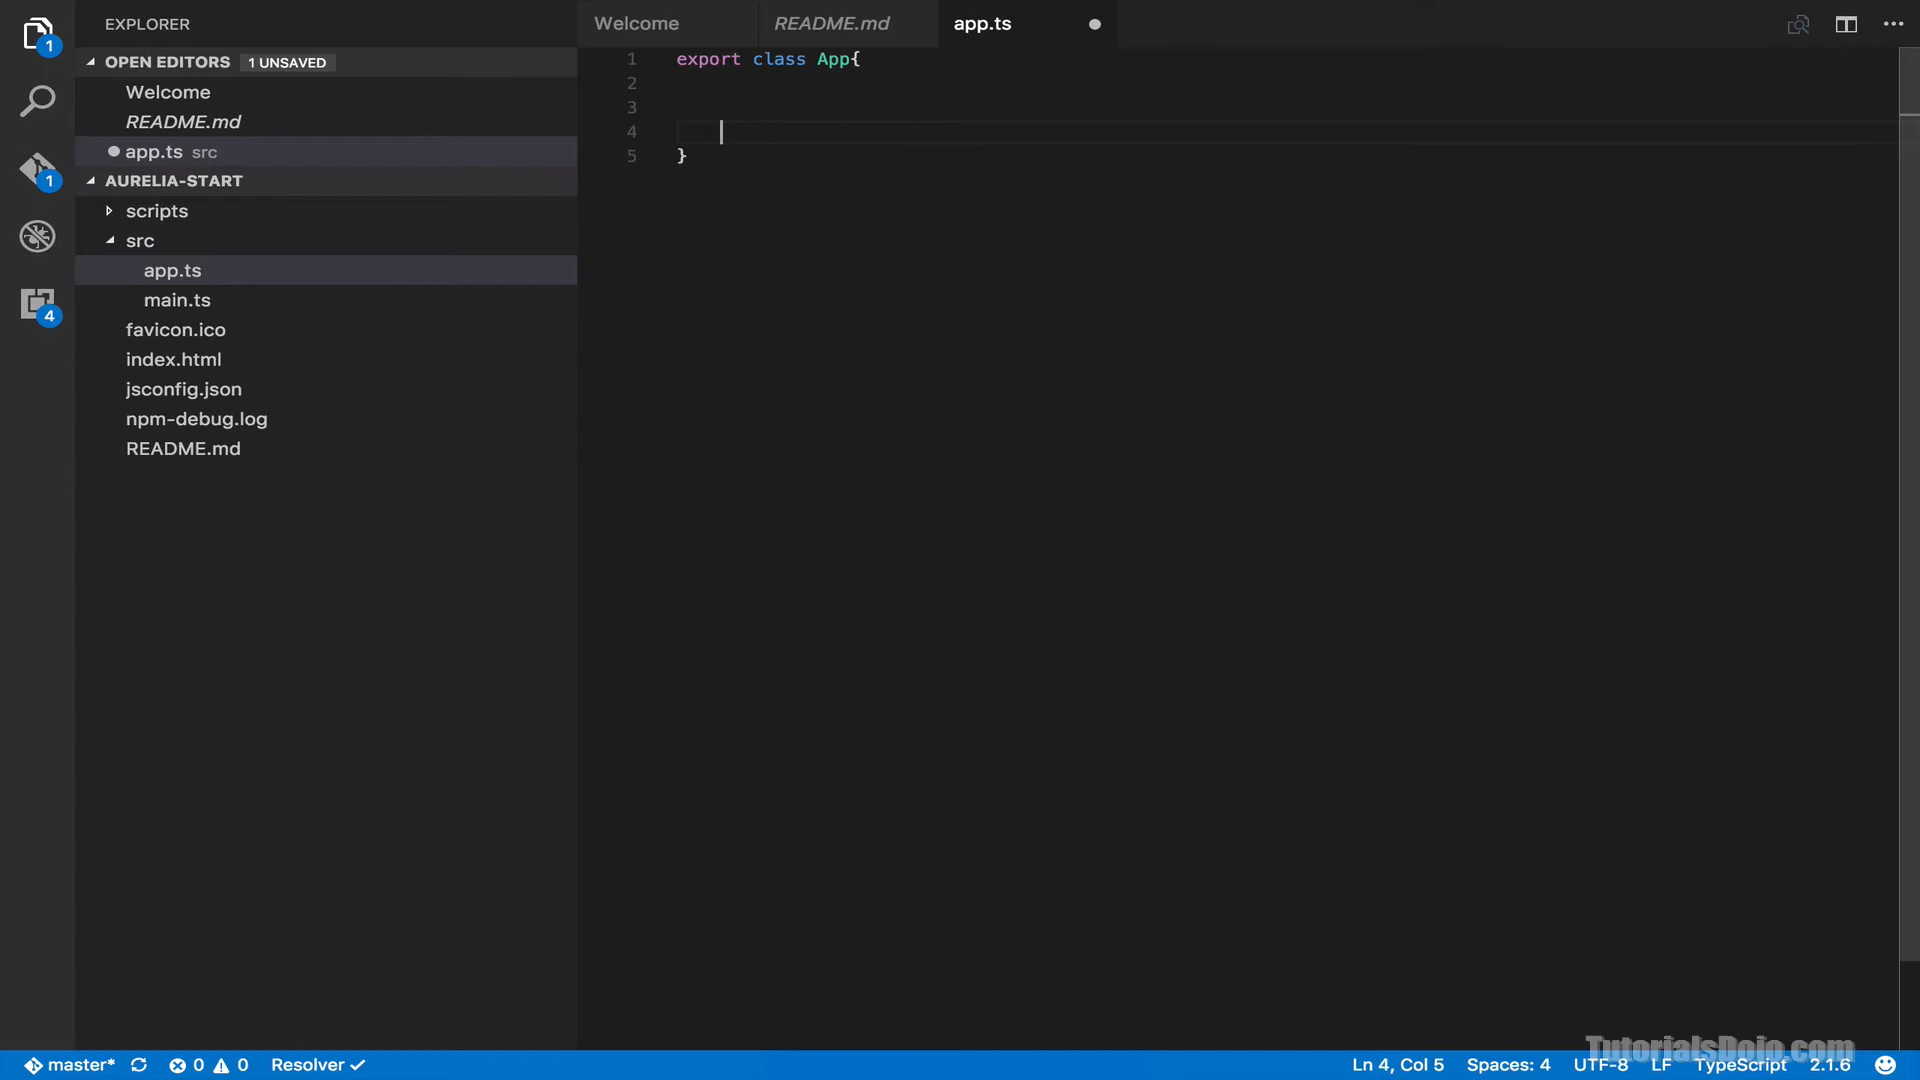 EXPLORER
OPEN EDITORS 1 UNSAVED
Welcome
README.md
app.ts src
AURELIA-START
scripts
src
app.ts
main.ts
favicon.ico
index.html
jsconfig.json
npm-debug.log
README.md
Welcome README.md app.ts
1 export class App{
2
3
4
5 }
1
1
4
TutorialsDojo.com
master* 0 0 Resolver Ln 4, Col 5 Spaces: 4 UTF-8 LF TypeScript 2.1.6